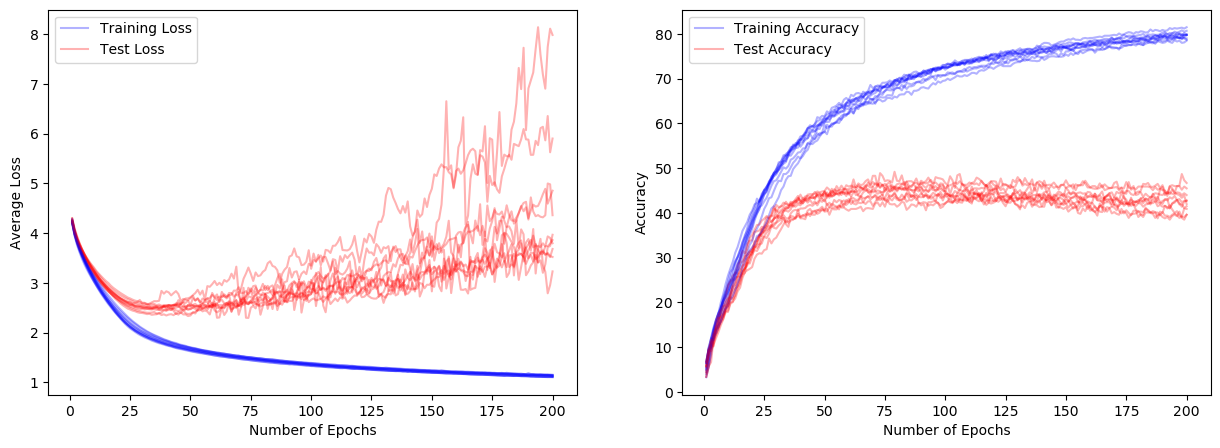 Training Loss
Test Loss
8
7
6
5
4
3
2
1
Average Loss
0 25 50 75 100 125 150 175 200
Number of Epochs
Training Accuracy
Test Accuracy
80
70
60
50
40
30
20
10
0
Accuracy
0 25 50 75 100 125 150 175 200
Number of Epochs